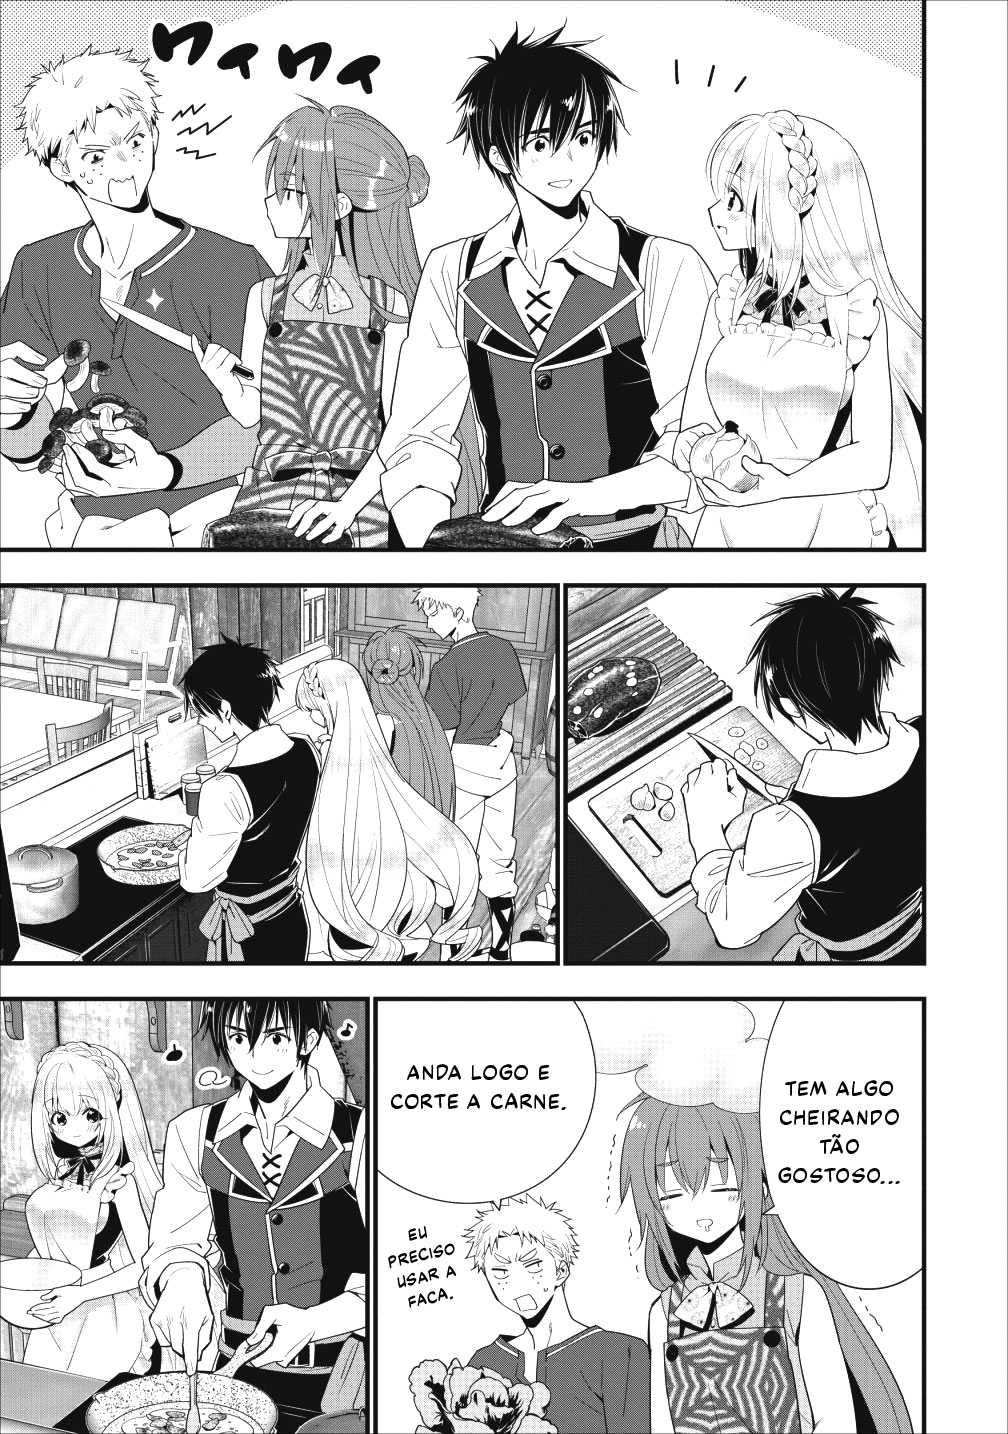 ワイワイ
TEM ALGO
CHEIRANDO
TÃO
GOSTOSO...
ANDA LOGO E
CORTE A CARNE.
EU
PRECISO
USAR A
FACA.